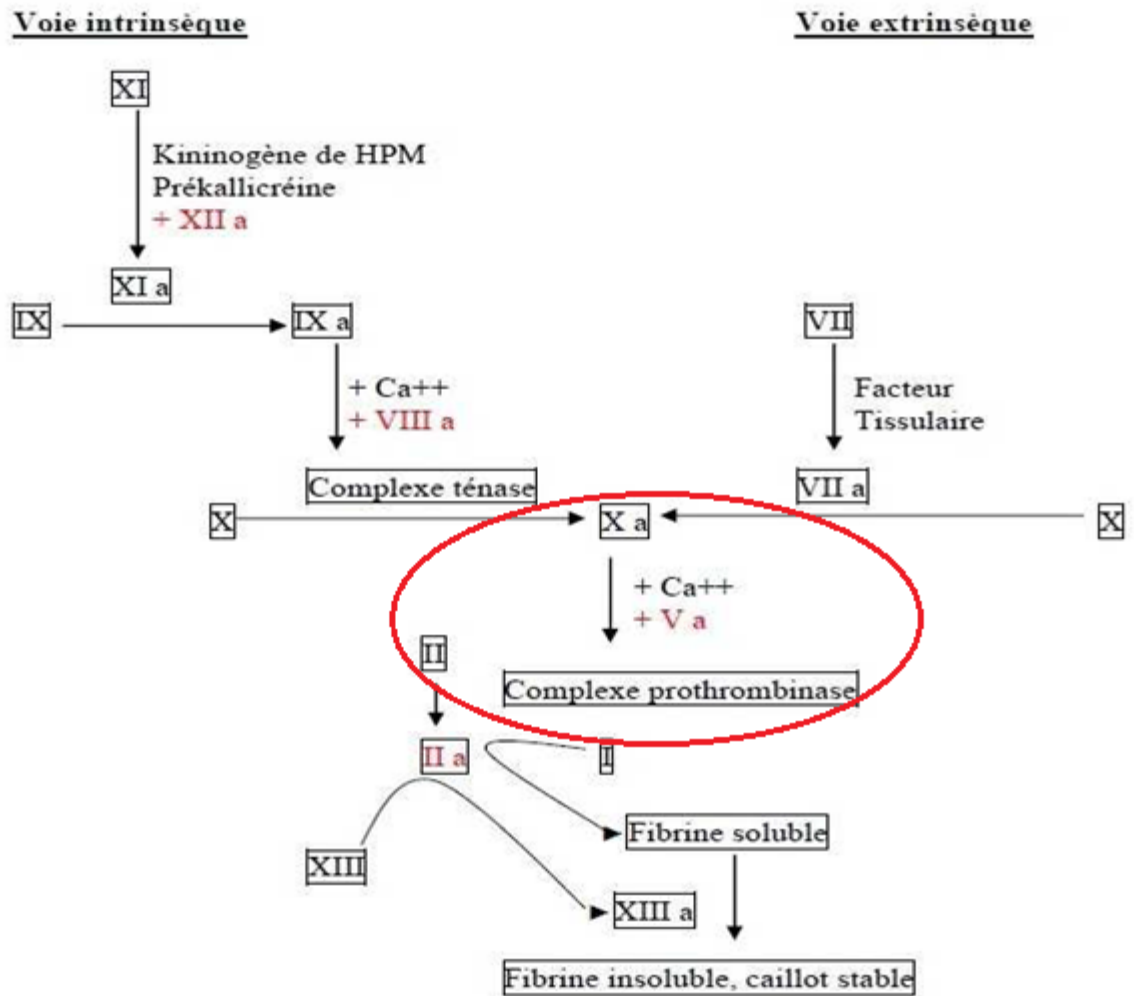 Voie intrinsèque
Voie extrinsèque
XI
Kininogène de HPM
Prékallicréine
+ XII a
XI a
IX
IX a
VII
+ Ca++
+ VIII a
Facteur
Tissulaire
Complexe ténase
VII a
X
X a
X
+ Ca++
+ V a
II
Complexe prothrombinase
II a
I
Fibrine soluble
XIII
XIII a
Fibrine insoluble, caillot stable